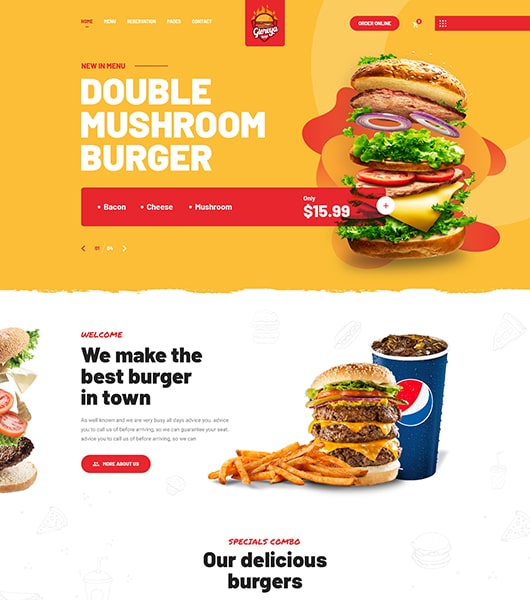 HOME MENU RESERVATION PAGES CONTACT
ORDER ONLINE
NEW IN MENU
DOUBLE
MUSHROOM
BURGER
Bacon Cheese Mushroom
Only
$15.99
01 04
WELCOME
We make the
best burger
in town
As well known and we are very busy all days advice you. advice
you to call us of before arriving, so we can guarantee your seat.
advice you to call us of before arriving, so we can
MORE ABOUT US
SPECIALS COMBO
Our delicious
burgers